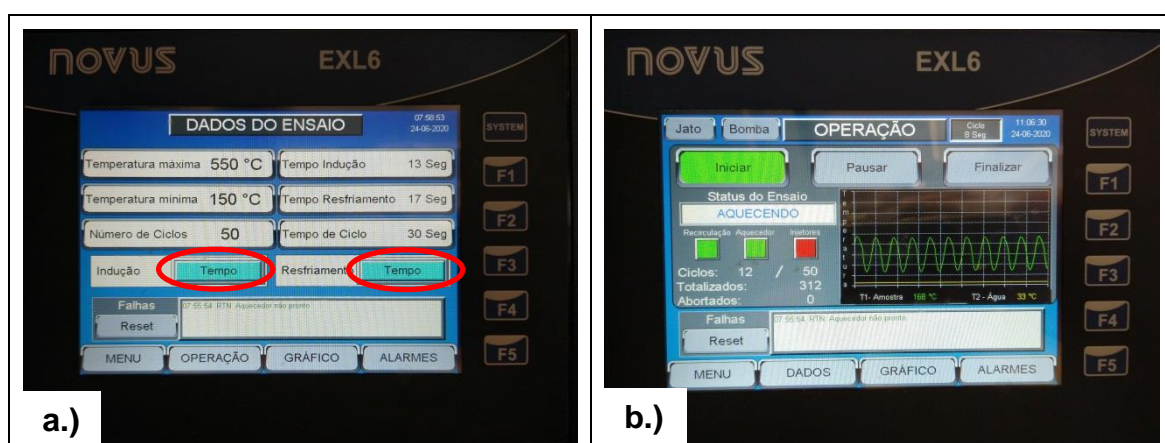 novus EXL6
DADOS DO ENSAIO
07:58:53
24-06-2020
SYSTEM
Temperatura máxima 550 °C
Tempo Indução 13 Seg
F1
Temperatura mínima 150 °C
Tempo Resfriamento 17 Seg
F2
Número de Ciclos 50
Tempo de Ciclo 30 Seg
Indução Tempo
Resfriamento Tempo
F3
Falhas
07:55:54 RTN Aquecedor não pronto
F4
Reset
MENU OPERAÇÃO GRÁFICO ALARMES
F5
a.)
novus EXL6
Jato Bomba OPERAÇÃO
Ciclo
8 Seg
11:06:30
24-06-2020
SYSTEM
Iniciar Pausar Finalizar
F1
Status do Ensaio
AQUECENDO
Temperatura
F2
Recirculação Aquecedor Injetores
F3
Ciclos: 12 / 50
Totalizados: 312
Abortados: 0
T1- Amostra 168 °C T2 - Água 33 °C
Falhas
07:55:54 RTN Aquecedor não pronto
F4
Reset
MENU DADOS GRÁFICO ALARMES
F5
b.)